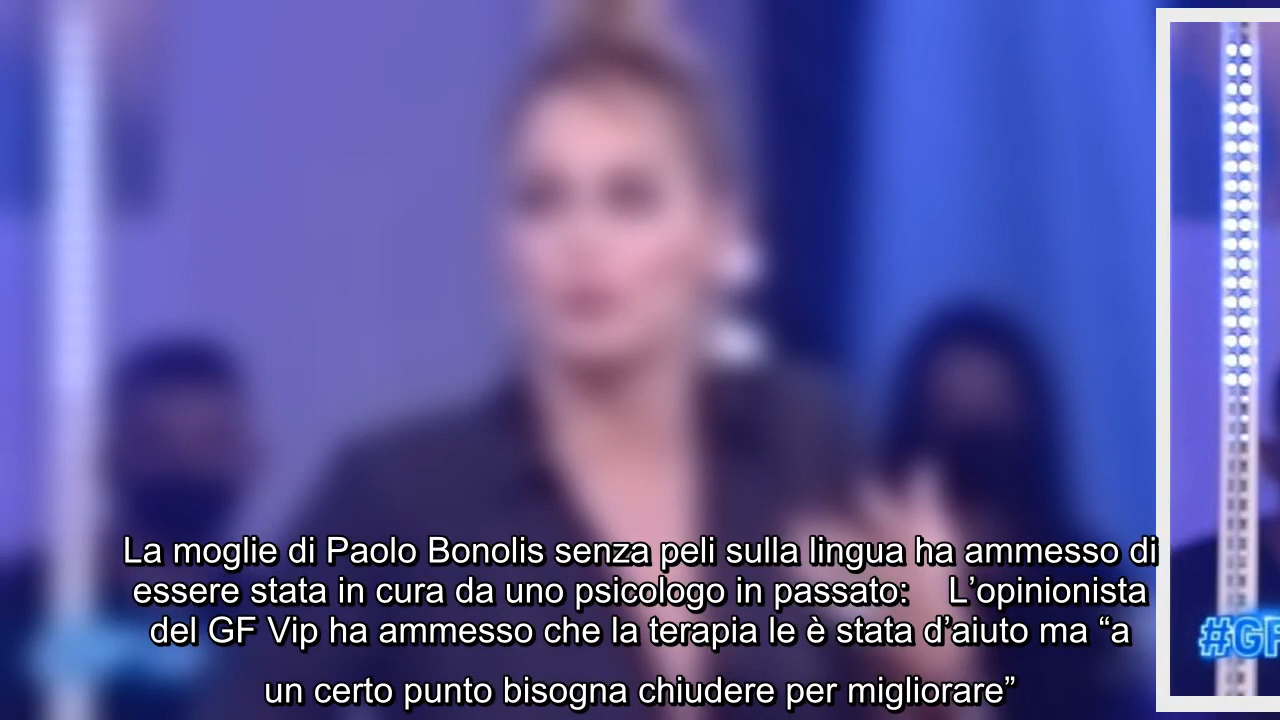 La moglie di Paolo Bonolis senza peli sulla lingua ha ammesso di
essere stata in cura da uno psicologo in passato:    L’opinionista
del GF Vip ha ammesso che la terapia le è stata d’aiuto ma “a
un certo punto bisogna chiudere per migliorare”
#GF